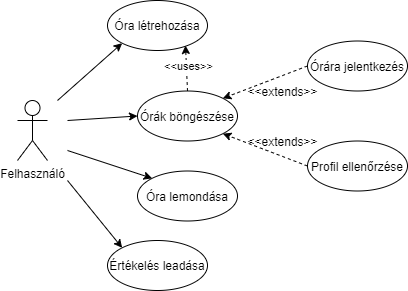 Óra létrehozása
<<uses>>
Órára jelentkezés
<<extends>>
Órák böngészése
<<extends>>
Felhasználó
Profil ellenőrzése
Óra lemondása
Értékelés leadása